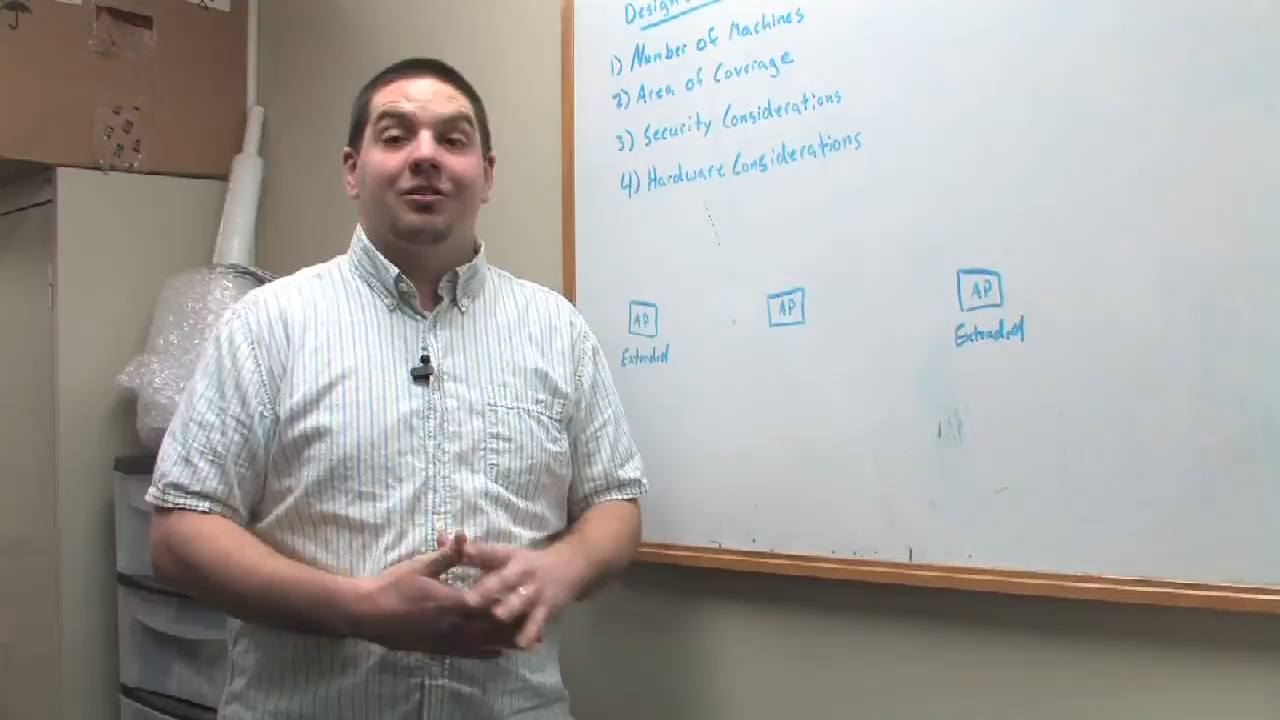 Design
1) Number of Machines
2) Area of Coverage
3) Security Considerations
4) Hardware Considerations
AP
Extended
AP
AP
Extended